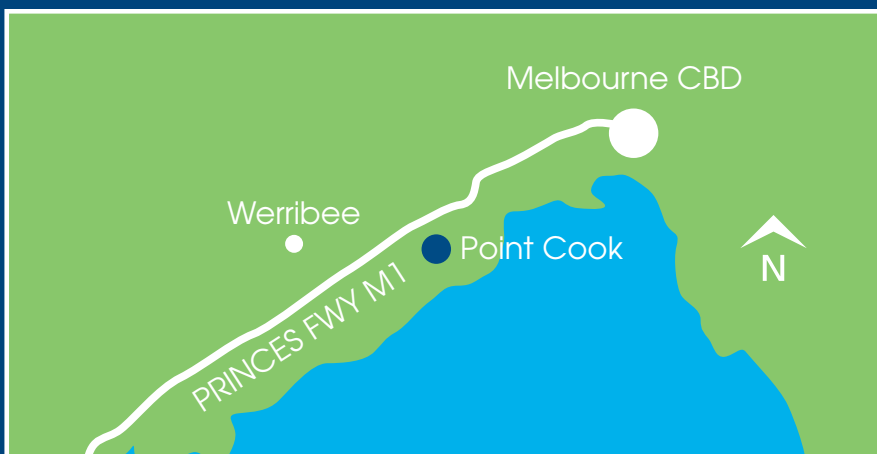 Melbourne CBD
Werribee
Point Cook
N
PRINCES FWY M1